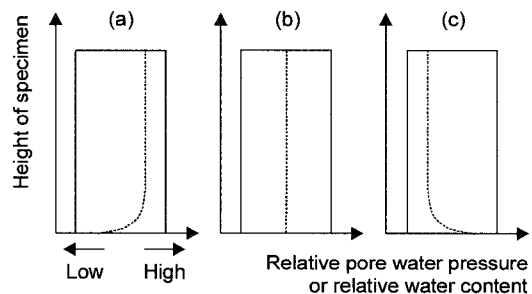 (a) (b) (c)
Height of specimen
Low High
Relative pore water pressure
or relative water content